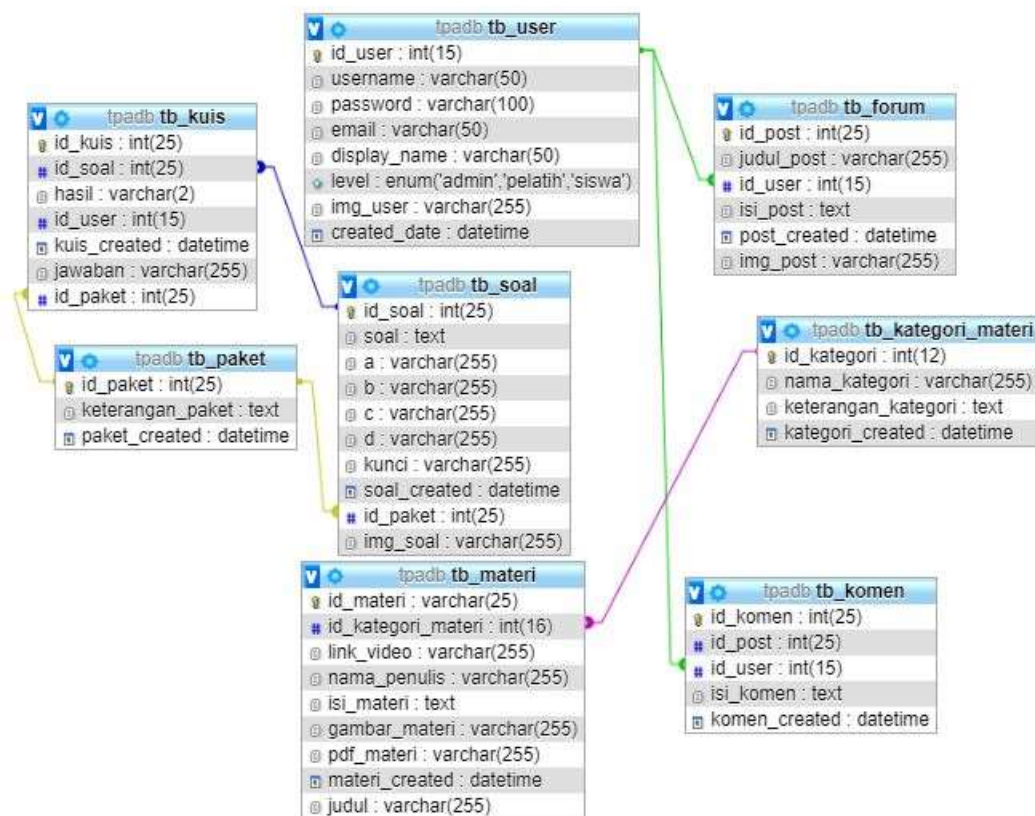 tpadb tb_user
id_user : int(15)
username : varchar(50)
password : varchar(100)
email : varchar(50)
display_name : varchar(50)
level : enum('admin','pelatih','siswa')
img_user : varchar(255)
created_date : datetime
tpadb tb_kuis
id_kuis : int(25)
id_soal : int(25)
hasil : varchar(2)
id_user : int(15)
kuis_created : datetime
jawaban : varchar(255)
id_paket : int(25)
tpadb tb_forum
id_post : int(25)
judul_post : varchar(255)
id_user : int(15)
isi_post : text
post_created : datetime
img_post : varchar(255)
tpadb tb_soal
id_soal : int(25)
soal : text
a : varchar(255)
b : varchar(255)
c : varchar(255)
d : varchar(255)
kunci : varchar(255)
soal_created : datetime
id_paket : int(25)
img_soal : varchar(255)
tpadb tb_paket
id_paket : int(25)
keterangan_paket : text
paket_created : datetime
tpadb tb_kategori_materi
id_kategori : int(12)
nama_kategori : varchar(255)
keterangan_kategori : text
kategori_created : datetime
tpadb tb_materi
id_materi : varchar(25)
id_kategori_materi : int(16)
link_video : varchar(255)
nama_penulis : varchar(255)
isi_materi : text
gambar_materi : varchar(255)
pdf_materi : varchar(255)
materi_created : datetime
judul : varchar(255)
tpadb tb_komen
id_komen : int(25)
id_post : int(25)
id_user : int(15)
isi_komen : text
komen_created : datetime